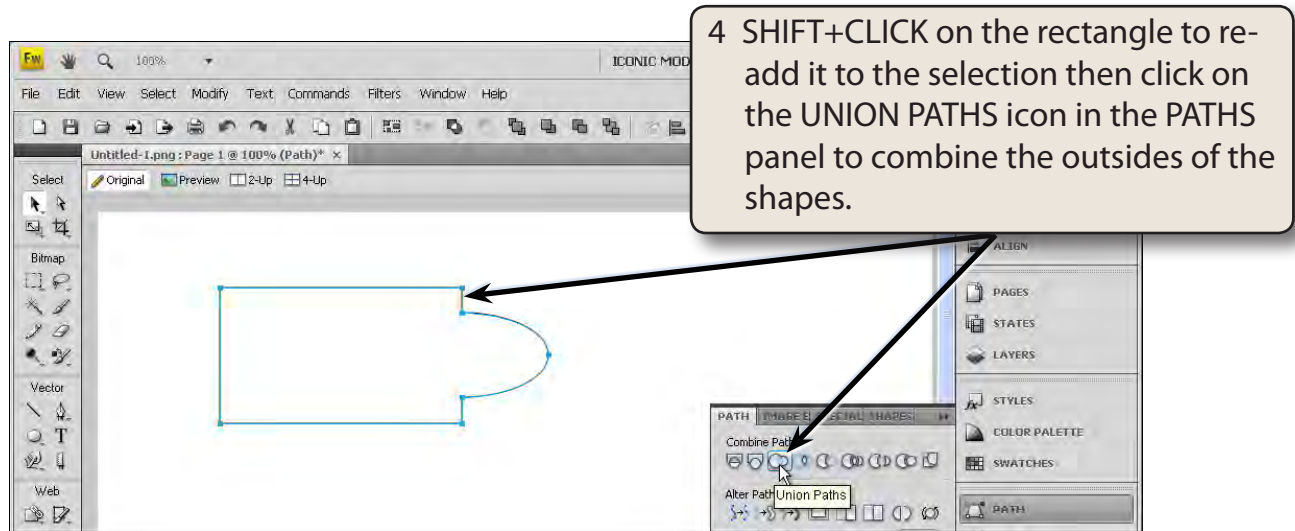 4 SHIFT+CLICK on the rectangle to re-
add it to the selection then click on
the UNION PATHS icon in the PATHS
panel to combine the outsides of the
shapes.
Fw 100% ICONIC MOD
File Edit View Select Modify Text Commands Filters Window Help
Untitled-1.png : Page 1 @ 100% (Path)* ×
Select Original Preview 2-Up 4-Up
Bitmap
Vector
Web
ALIGN
PAGES
STATES
LAYERS
STYLES
COLOR PALETTE
SWATCHES
PATH
PATH IMAGE E SHAPES
Combine Path
Alter Path Union Paths